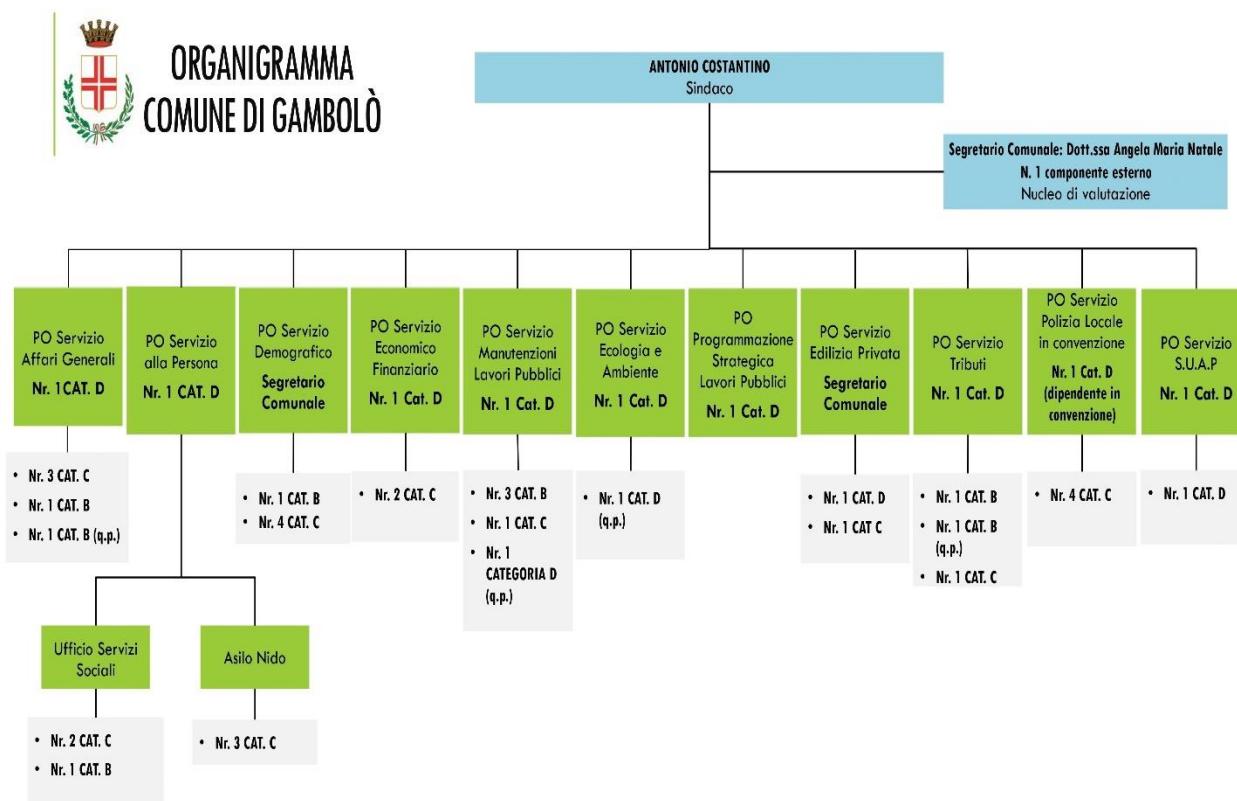 ORGANIGRAMMA
COMUNE DI GAMBOLÒ
ANTONIO COSTANTINO
Sindaco
Segretario Comunale: Dott.ssa Angela Maria Natale
N. 1 componente esterno
Nucleo di valutazione
PO Servizio
Affari Generali
Nr. 1CAT. D
PO Servizio
alla Persona
Nr. 1 CAT. D
PO Servizio
Demografico
Segretario
Comunale
PO Servizio
Economico
Finanziario
Nr. 1 Cat. D
PO Servizio
Manutenzioni
Lavori Pubblici
Nr. 1 Cat. D
PO Servizio
Ecologia e
Ambiente
Nr. 1 Cat. D
PO
Programmazione
Strategica
Lavori Pubblici
Nr. 1 Cat. D
PO Servizio
Edilizia Privata
Segretario
Comunale
PO Servizio
Tributi
Nr. 1 Cat. D
PO Servizio
Polizia Locale
in convenzione
Nr. 1 Cat. D
(dipendente in
convenzione)
PO Servizio
S.U.A.P
Nr. 1 Cat. D
• Nr. 3 CAT. C
• Nr. 1 CAT. B
• Nr. 1 CAT. B (q.p.)
• Nr. 1 CAT. B
• Nr. 4 CAT. C
• Nr. 2 CAT. C
• Nr. 3 CAT. B
• Nr. 1 CAT. C
• Nr. 1
CATEGORIA D
(q.p.)
• Nr. 1 CAT. D
(q.p.)
• Nr. 1 CAT. D
• Nr. 1 CAT C
• Nr. 1 CAT. B
• Nr. 1 CAT. B
(q.p.)
• Nr. 1 CAT. C
• Nr. 4 CAT. C
• Nr. 1 CAT. D
Ufficio Servizi
Sociali
Asilo Nido
• Nr. 2 CAT. C
• Nr. 1 CAT. B
• Nr. 3 CAT. C